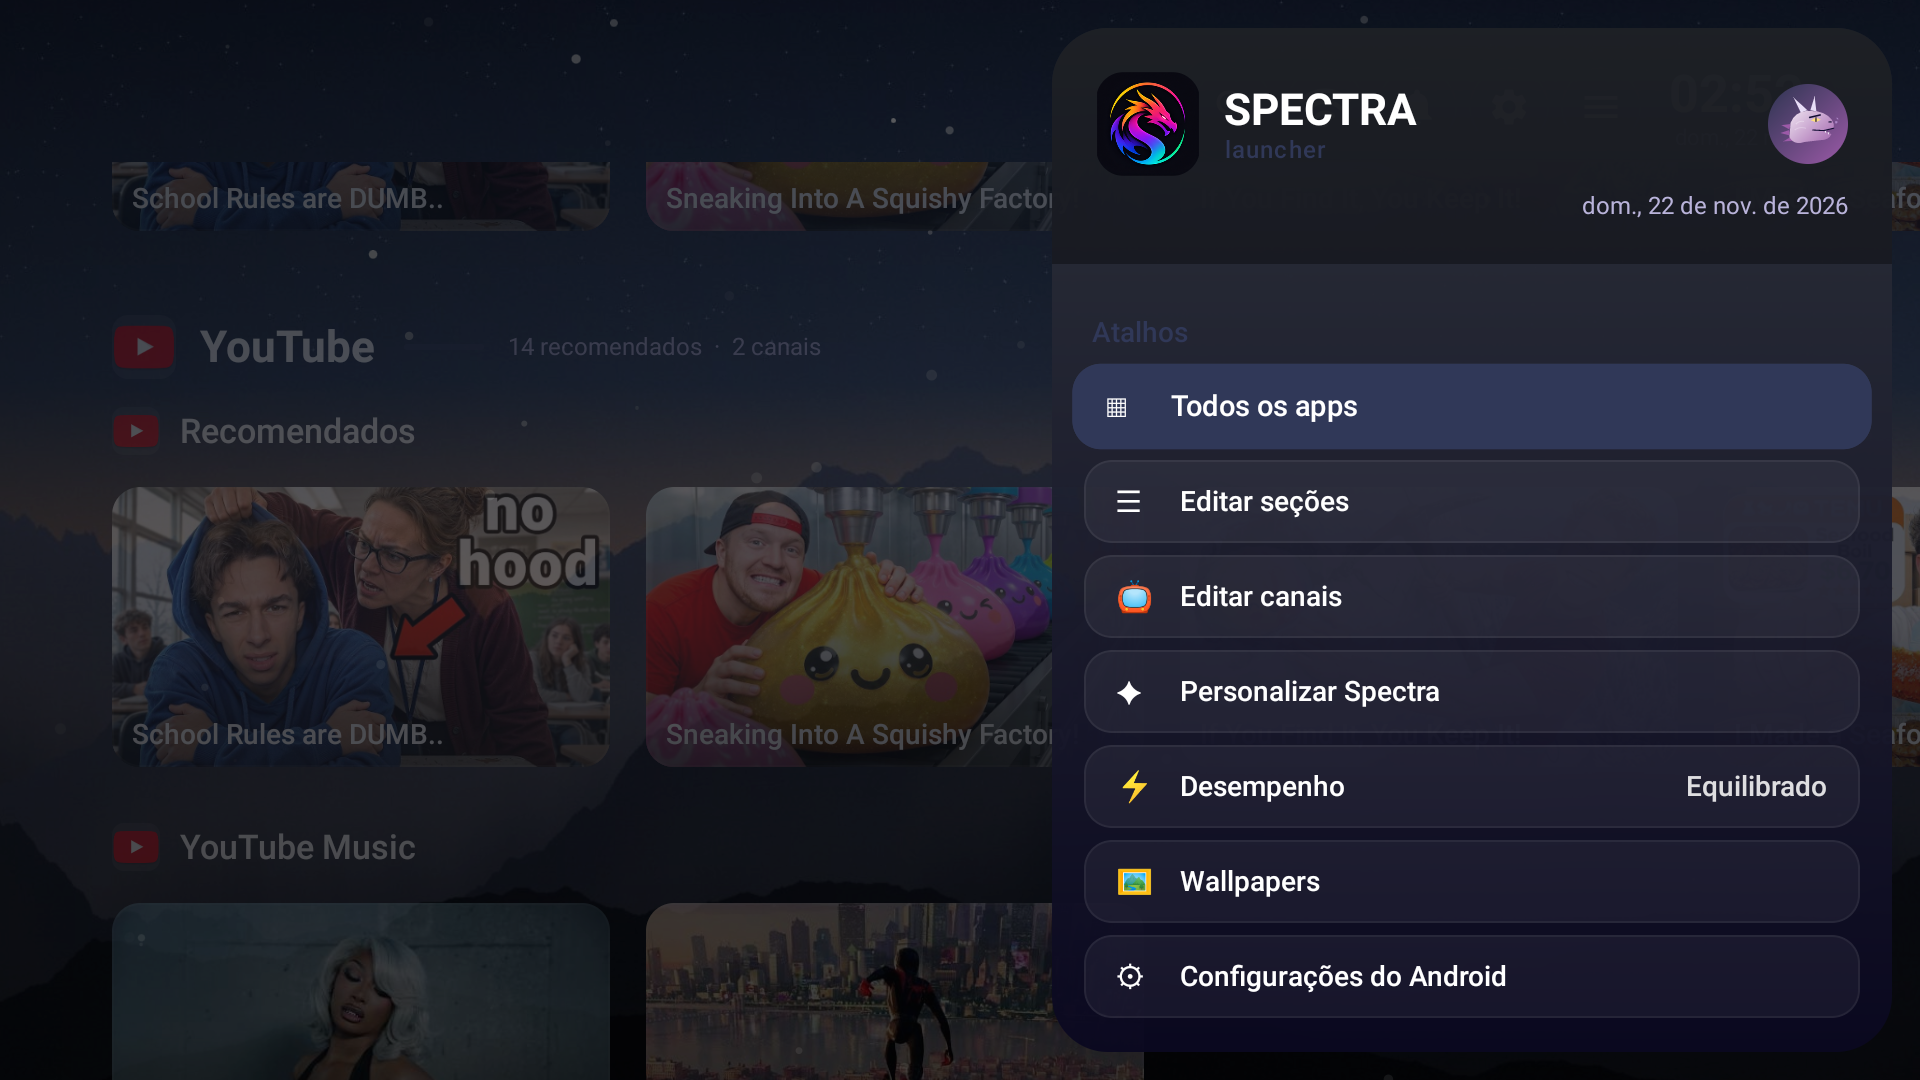 SPECTRA
launcher
02:5
dom., 22 de nov. de 2026
School Rules are DUMB..
Sneaking Into A Squishy Factor
YouTube
14 recomendados · 2 canais
Recomendados
no
hood
School Rules are DUMB..
Sneaking Into A Squishy Factor
YouTube Music
Atalhos
Todos os apps
Editar seções
Editar canais
Personalizar Spectra
Desempenho
Equilibrado
Wallpapers
Configurações do Android